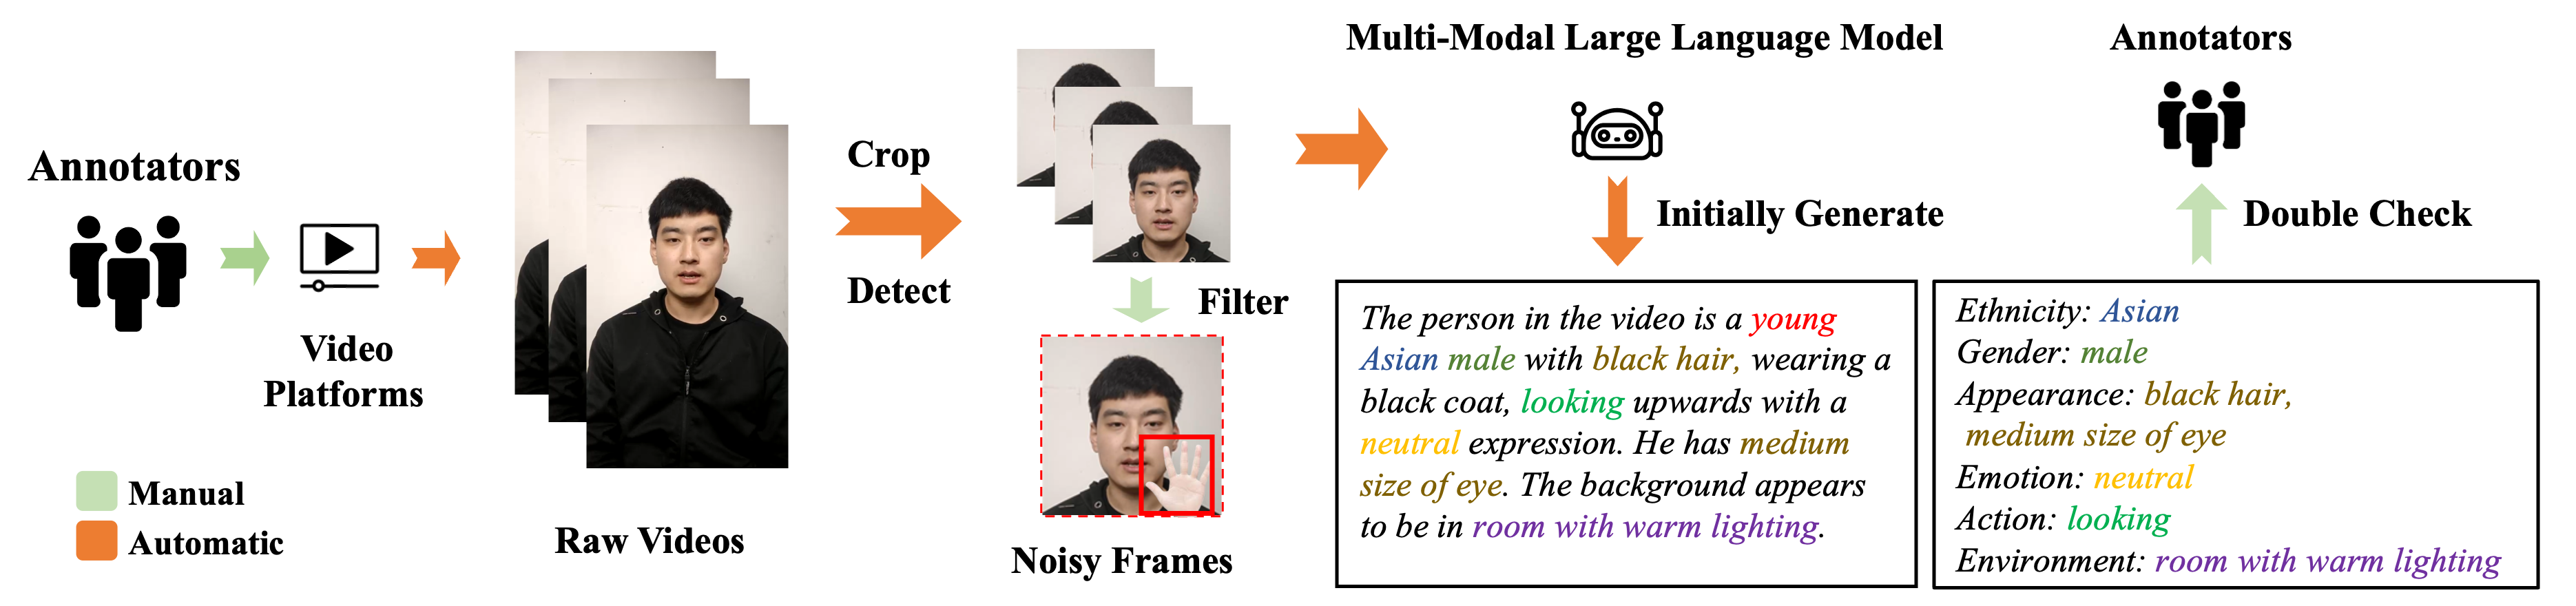 Annotators
Video
Platforms
Manual
Automatic
Raw Videos
Crop
Detect
Filter
Noisy Frames
Multi-Modal Large Language Model
Initially Generate
The person in the video is a young
Asian male with black hair, wearing a
black coat, looking upwards with a
neutral expression. He has medium
size of eye. The background appears
to be in room with warm lighting.
Annotators
Double Check
Ethnicity: Asian
Gender: male
Appearance: black hair,
medium size of eye
Emotion: neutral
Action: looking
Environment: room with warm lighting